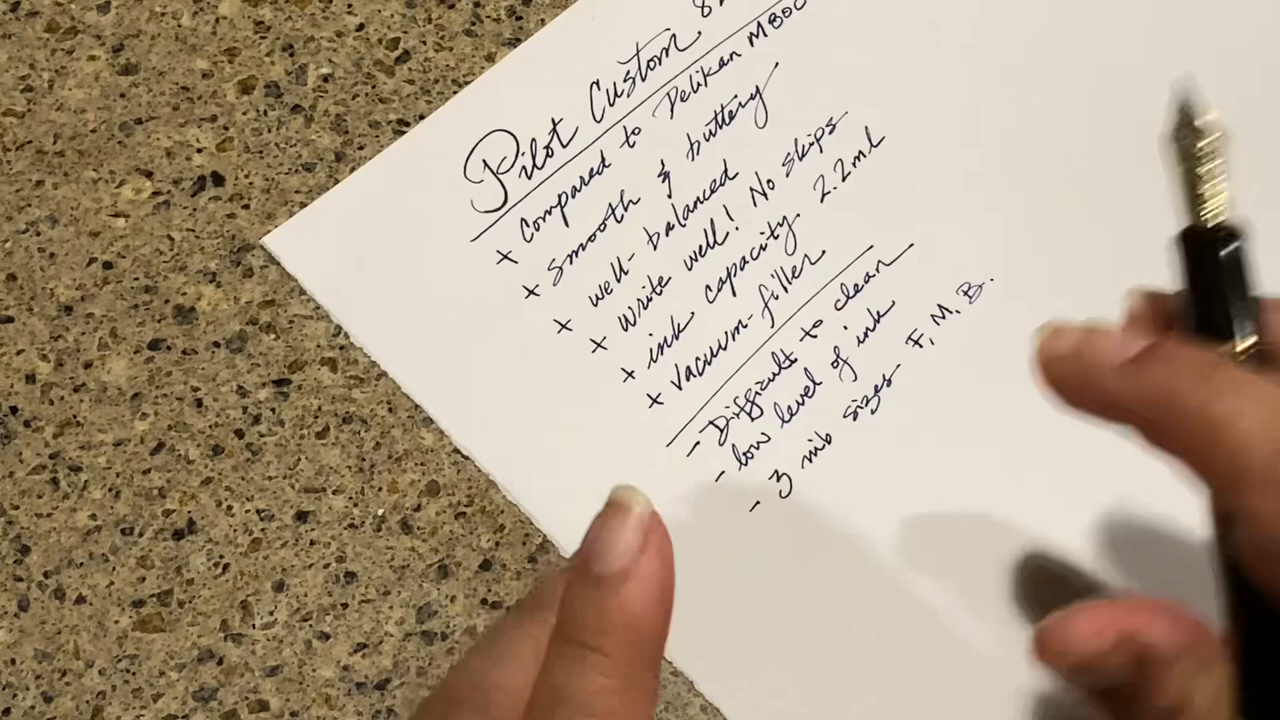 Pilot Custom
+ Compared to Pelikan M800
+ smooth & buttery
well-balanced
+ Write well! No skips
+ ink capacity 2.2ml
+ Vacuum-filler
- Difficult to clean
- low level of ink
- 3 nib sizes F, M, B.